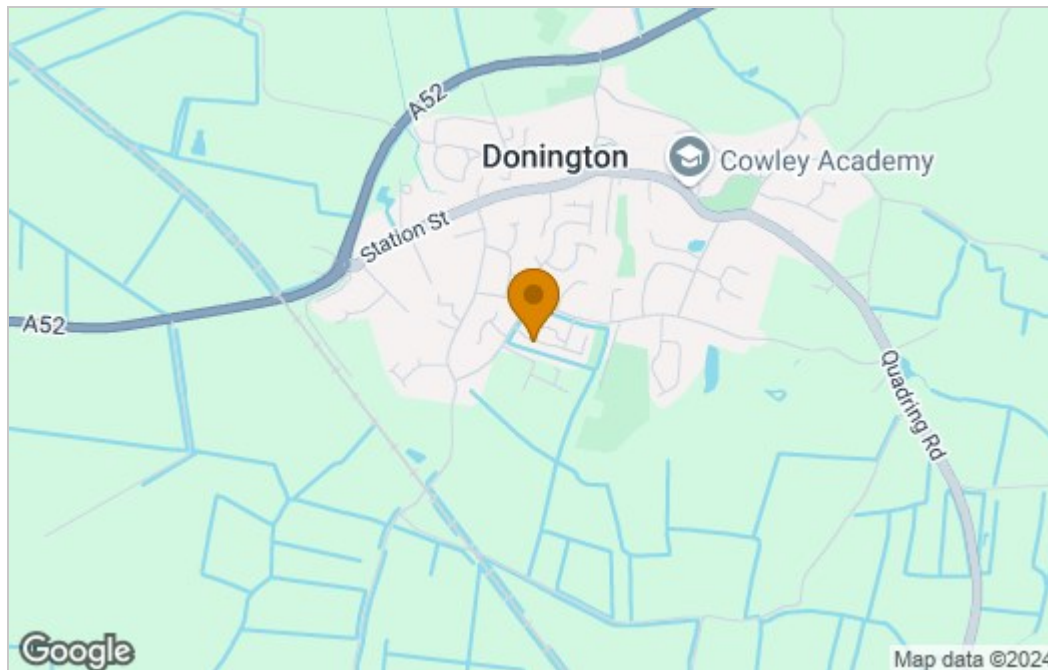 A52
Donington
Cowley Academy
Station St
A52
Quadring Rd
Google
Map data ©2024